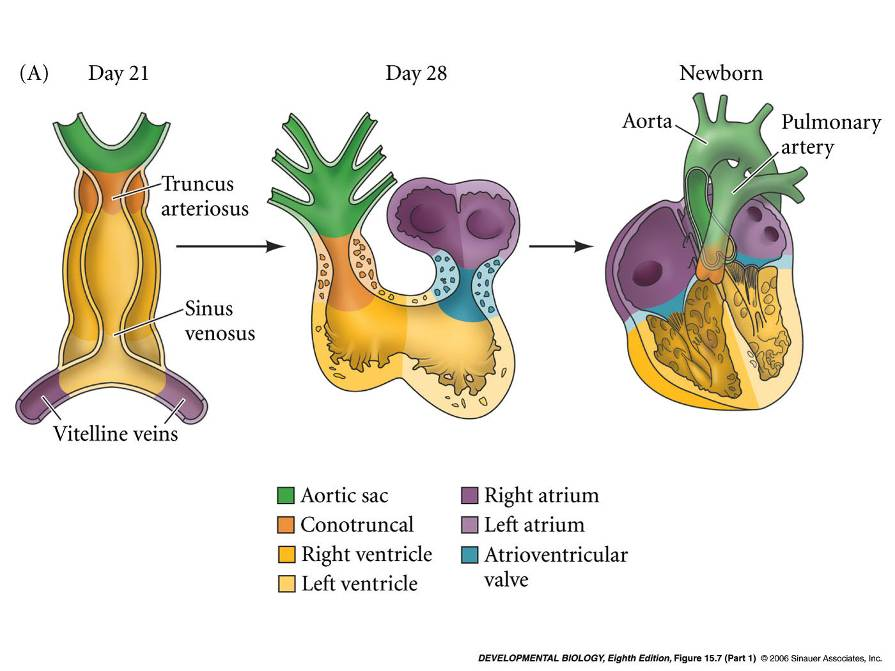 (A) Day 21 Day 28 Newborn
Aorta
Pulmonary
artery
Truncus
arteriosus
Sinus
venosus
Vitelline veins
Aortic sac
Conotruncal
Right ventricle
Left ventricle
Right atrium
Left atrium
Atrioventricular
valve
DEVELOPMENTAL BIOLOGY, Eighth Edition, Figure 15.7 (Part 1) © 2006 Sinauer Associates, Inc.